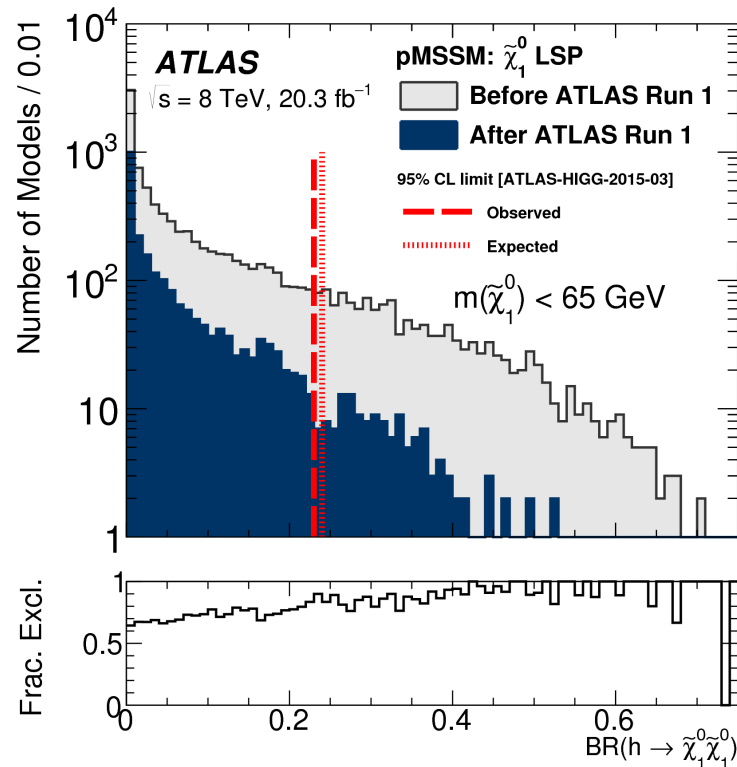 ATLAS
√s = 8 TeV, 20.3 fb⁻¹
pMSSM: χ̃₁⁰ LSP
Before ATLAS Run 1
After ATLAS Run 1
95% CL limit [ATLAS-HIGG-2015-03]
Observed
Expected
m(χ̃₁⁰) < 65 GeV
Number of Models / 0.01
10⁴
10³
10²
10
1
Frac. Excl.
1
0.5
0
0 0.2 0.4 0.6
BR(h → χ̃₁⁰χ̃₁⁰)